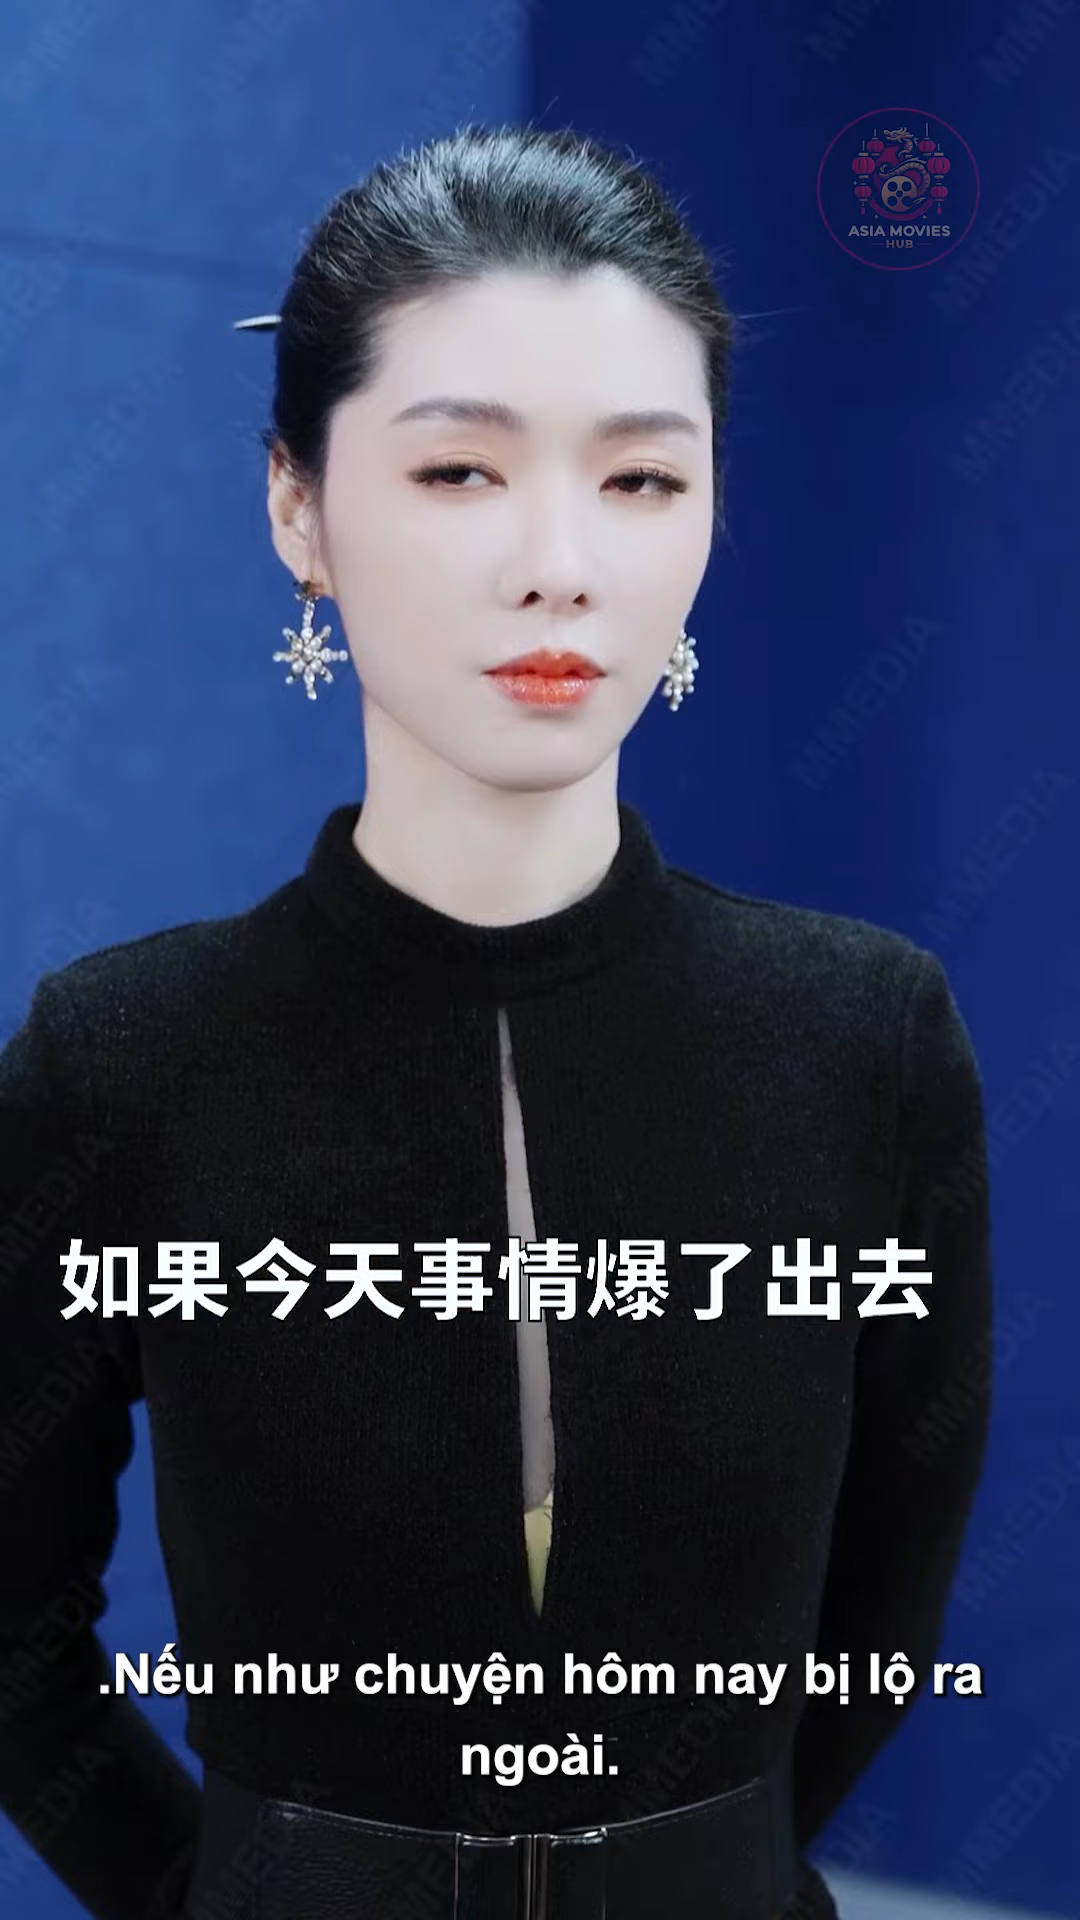 ASIA MOVIES
HUB
如果今天事情爆了出去
.Nếu như chuyện hôm nay bị lộ ra
ngoài.
MMEDIA